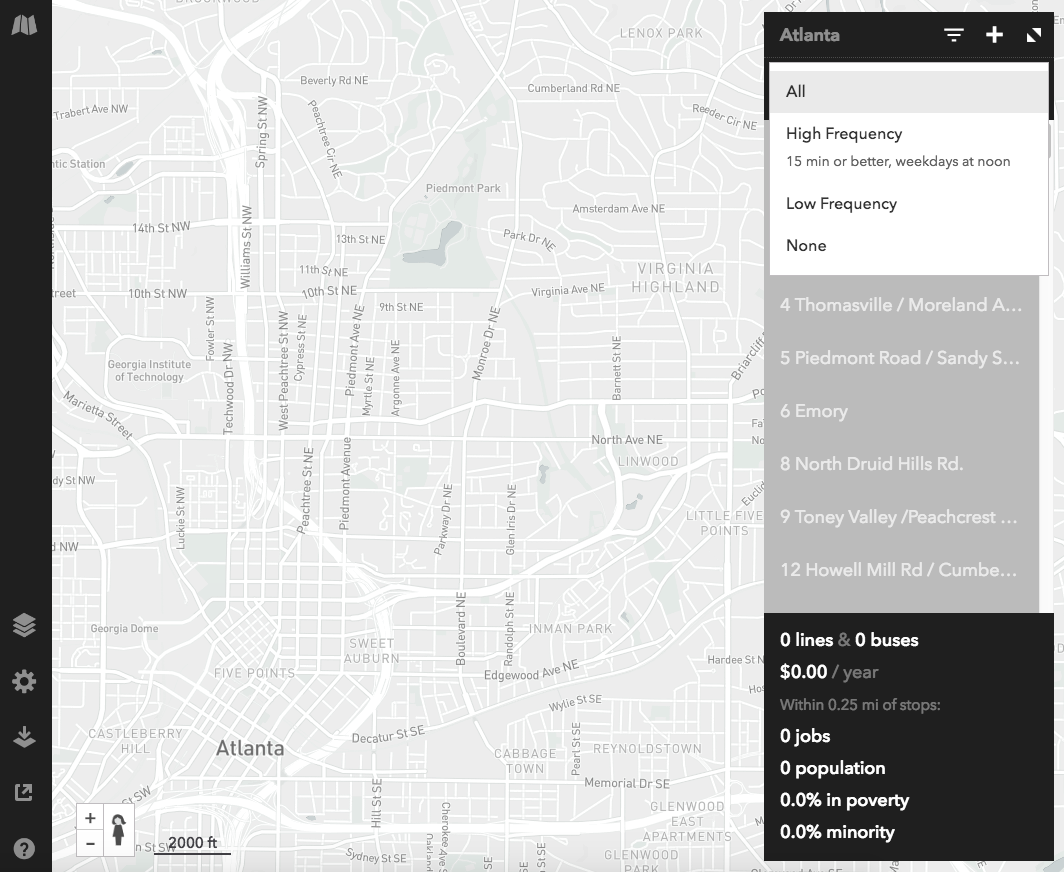 LENOX PARK
Beverly Rd NE
Cumberland Rd NE
Trabert Ave NW
Spring St NW
Peachtree Cir NE
Reeder Cir NE
ntic Station
Piedmont Park
Amsterdam Ave NE
14th St NW
Williams St NW
13th St NE
Park Dr NE
11th St NE
VIRGINIA
HIGHLAND
treet
10th St NW
10th St NE
Virginia Ave NE
9th St NE
Fowler St NW
West Peachtree St NW
Cypress St NE
Piedmont Ave NE
Monroe Dr NE
Barnett St NE
Briarcliff
Georgia Institute
of Technology
Techwood Dr NW
Myrtle St NE
Argonne Ave NE
Marietta Street
North Ave NE
LINWOOD
dy St NW
Peachtree St NE
Piedmont Avenue
Luckie St NW
Parkway Dr NE
Glen Iris Dr NE
Euclid
LITTLE FIVE
POINTS
NW
Georgia Dome
Boulevard NE
Randolph St NE
INMAN PARK
SWEET
AUBURN
FIVE POINTS
Edgewood Ave NE
Hardee St N
Wylie St SE
CASTLEBERRY
HILL
Atlanta
Decatur St SE
CABBAGE
TOWN
Pearl St SE
REYNOLDSTOWN
Memorial Dr SE
Hill St SE
Cherokee Ave SE
GLENWOOD
EAST
APARTMENTS
Sydney St SE
GLENWOOD
PARK
+
−
2000 ft
Atlanta
All
High Frequency
15 min or better, weekdays at noon
Low Frequency
None
4 Thomasville / Moreland A...
5 Piedmont Road / Sandy S...
6 Emory
8 North Druid Hills Rd.
9 Toney Valley /Peachcrest ...
12 Howell Mill Rd / Cumbe...
0 lines & 0 buses
$0.00 / year
Within 0.25 mi of stops:
0 jobs
0 population
0.0% in poverty
0.0% minority